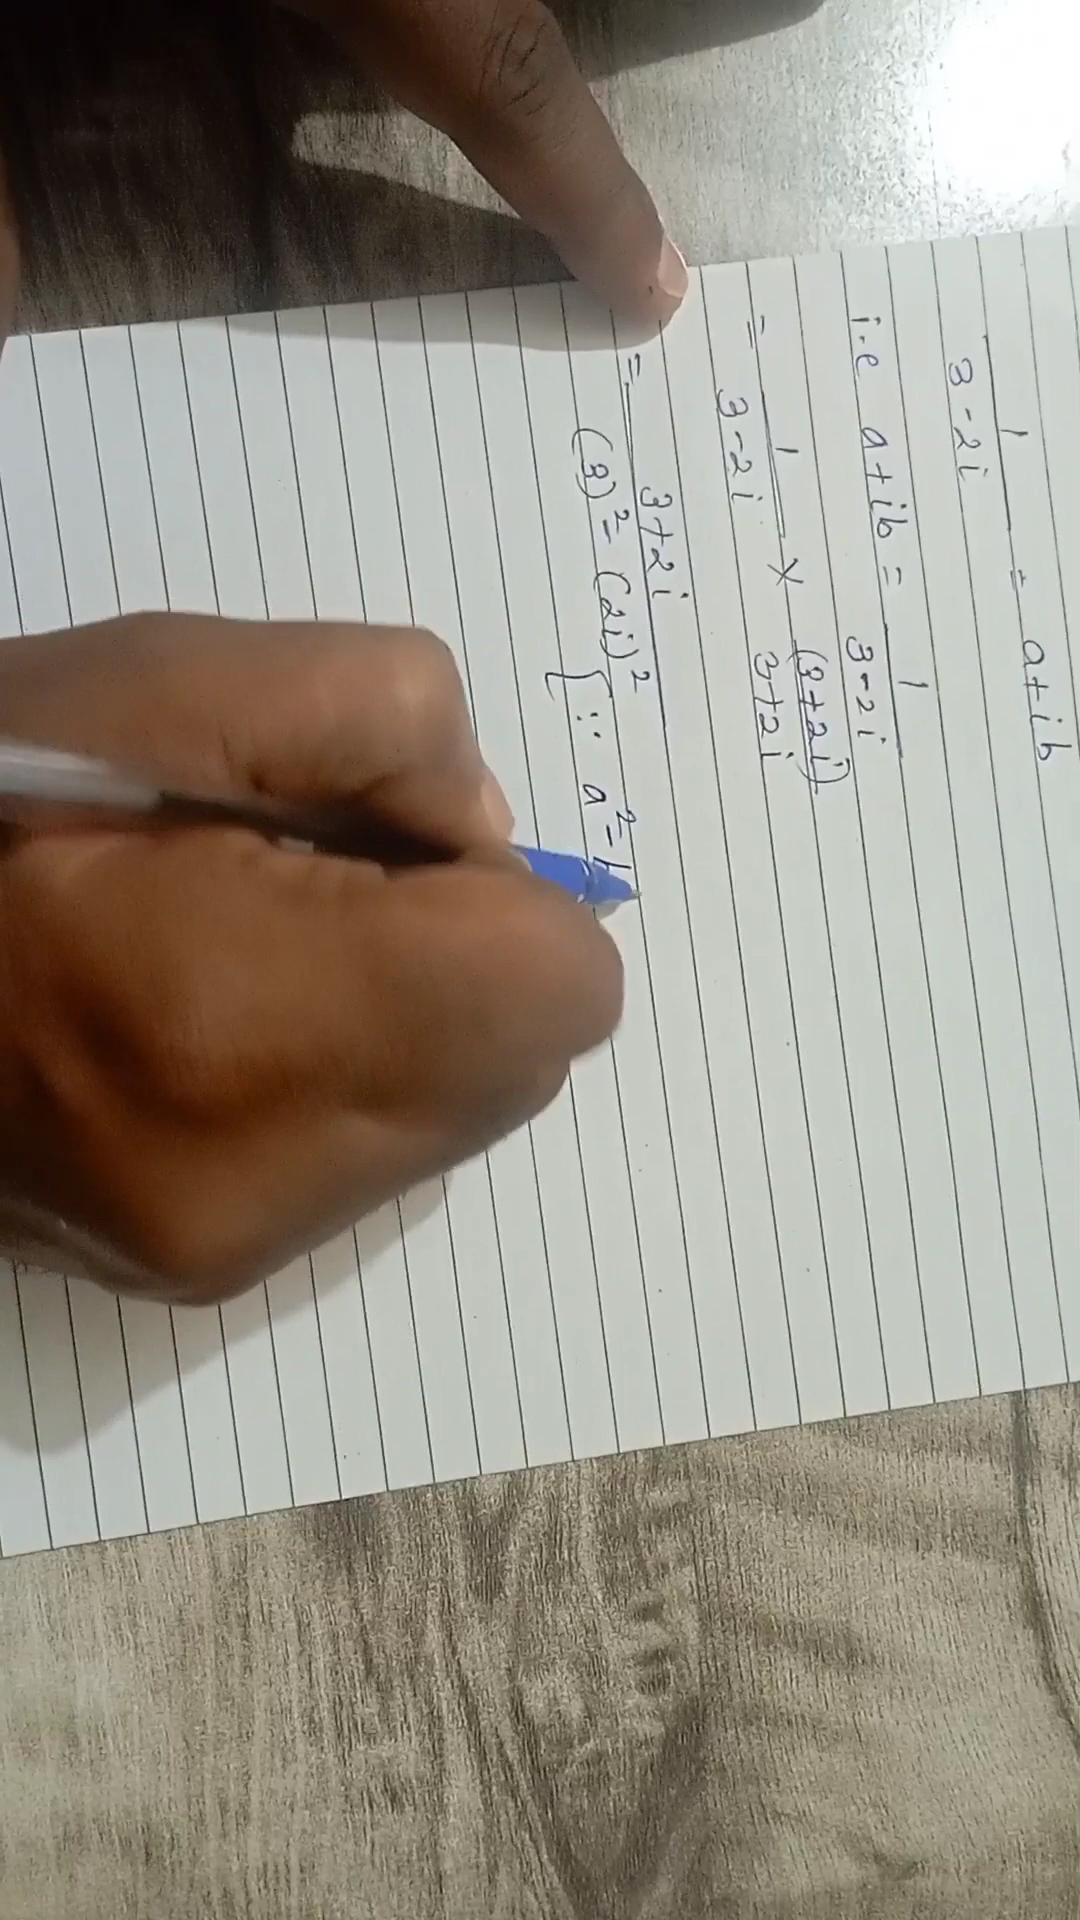 1/(3-2i) = a+ib
i.e a+ib = 1/(3-2i)
= 1/(3-2i) × (3+2i)/(3+2i)
= (3+2i)/((3)² - (2i)²) [∵ a²-